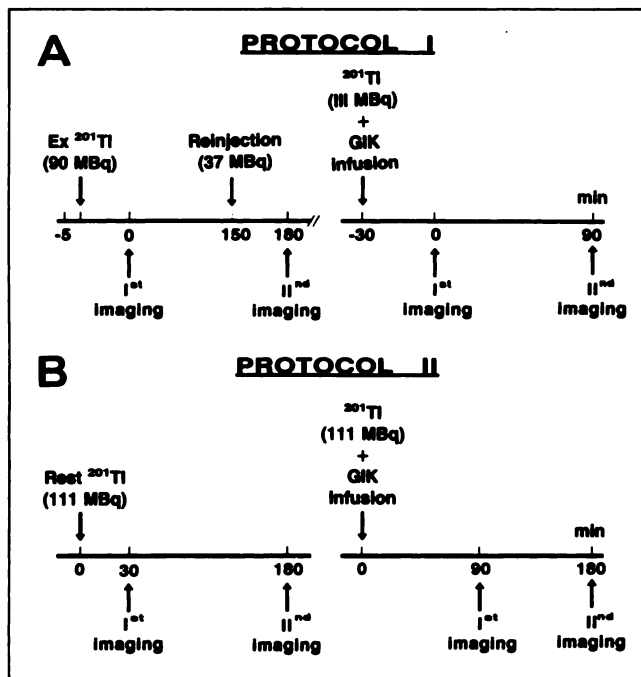 A
PROTOCOL I
Ex ²⁰¹Tl
(90 MBq)
Reinjection
(37 MBq)
²⁰¹Tl
(III MBq)
+
GIK
infusion
min
-5 0 150 180 -30 0 90
Iˢᵗ
imaging
IIⁿᵈ
imaging
Iˢᵗ
imaging
IIⁿᵈ
imaging
B
PROTOCOL II
Rest ²⁰¹Tl
(111 MBq)
²⁰¹Tl
(111 MBq)
+
GIK
infusion
min
0 30 180 0 90 180
Iˢᵗ
imaging
IIⁿᵈ
imaging
Iˢᵗ
imaging
IIⁿᵈ
imaging